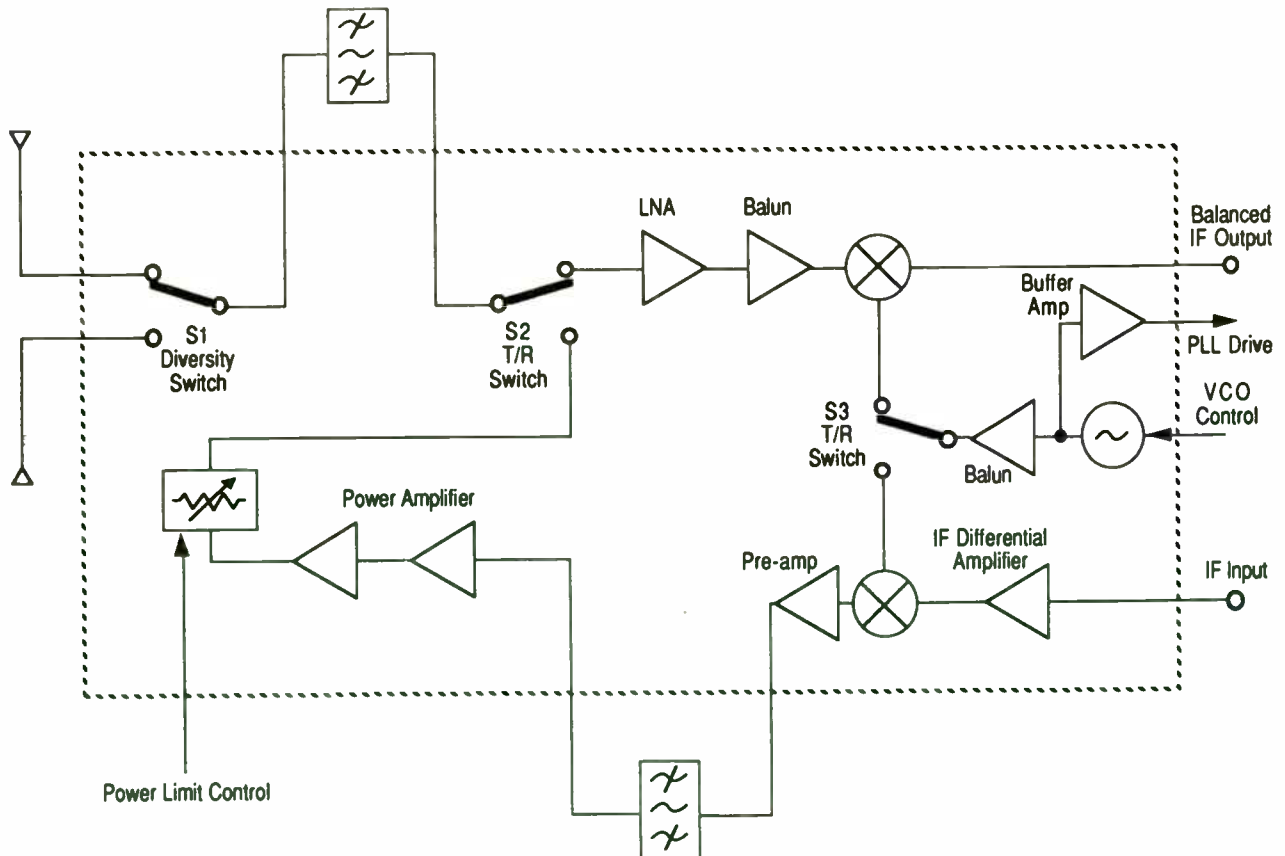 LNA
Balun
Balanced
IF Output
Buffer
Amp
PLL Drive
S1
Diversity
Switch
S2
T/R
Switch
S3
T/R
Switch
VCO
Control
Balun
Power Amplifier
Pre-amp
IF Differential
Amplifier
IF Input
Power Limit Control